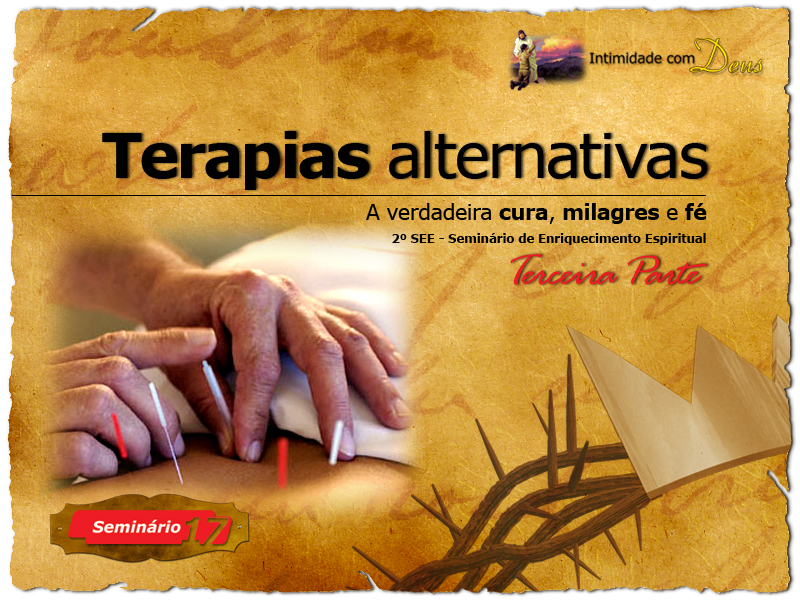 Intimidade com Deus
Terapias alternativas
A verdadeira cura, milagres e fé
2º SEE - Seminário de Enriquecimento Espiritual
Terceira Parte
Seminário 17